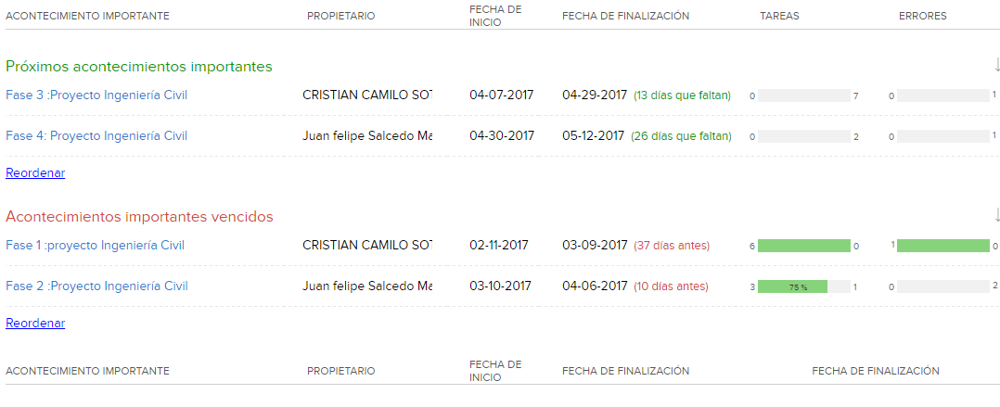 ACONTECIMIENTO IMPORTANTE PROPIETARIO FECHA DE INICIO FECHA DE FINALIZACIÓN TAREAS ERRORES
Próximos acontecimientos importantes
Fase 3 :Proyecto Ingeniería Civil CRISTIAN CAMILO SOT 04-07-2017 04-29-2017 (13 días que faltan) 0 7 0 1
Fase 4: Proyecto Ingeniería Civil Juan felipe Salcedo Ma 04-30-2017 05-12-2017 (26 días que faltan) 0 2 0 1
Reordenar
Acontecimientos importantes vencidos
Fase 1 :proyecto Ingeniería Civil CRISTIAN CAMILO SOT 02-11-2017 03-09-2017 (37 días antes) 6 0 1 0
Fase 2 :Proyecto Ingeniería Civil Juan felipe Salcedo Ma 03-10-2017 04-06-2017 (10 días antes) 3 75 % 1 0 2
Reordenar
ACONTECIMIENTO IMPORTANTE PROPIETARIO FECHA DE INICIO FECHA DE FINALIZACIÓN FECHA DE FINALIZACIÓN